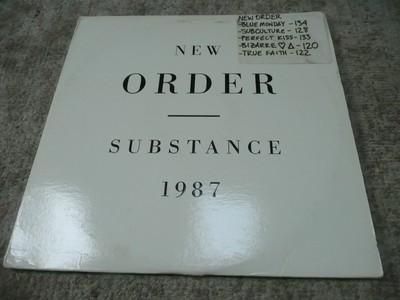 NEW ORDER
-BLUE MONDAY - 134
-SUBCULTURE - 128
-PERFECT KISS - 133
-BIZARRE ♡ △ - 120
-TRUE FAITH - 122
NEW
ORDER
SUBSTANCE
1987